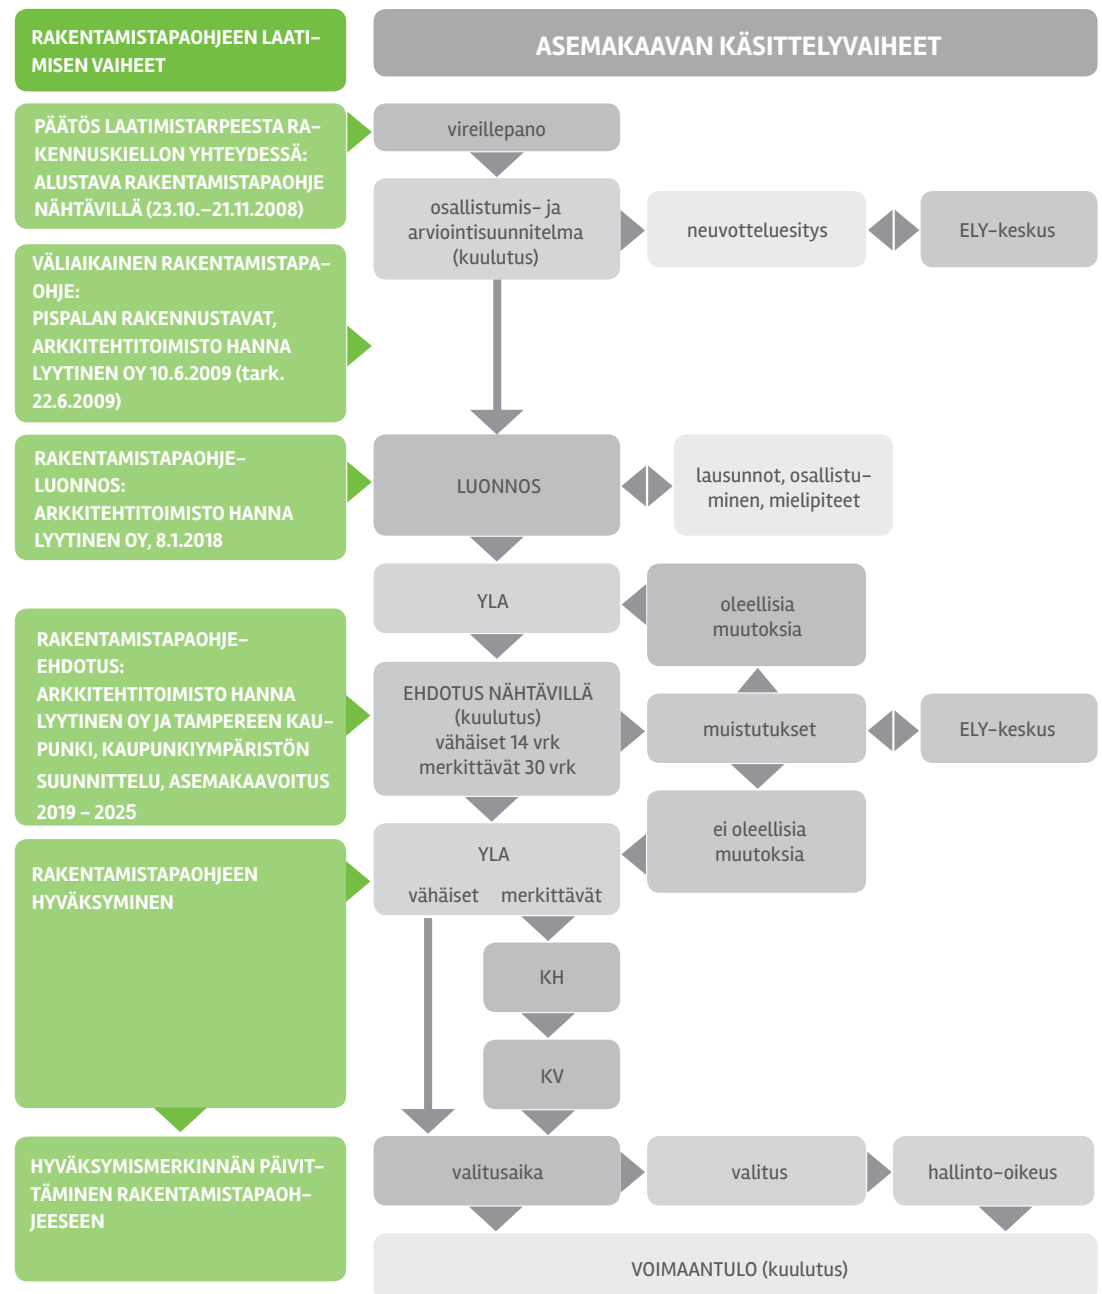 RAKENTAMISTAPAOHJEEN LAATI-
MISEN VAIHEET
PÄÄTÖS LAATIMISTARPEESTA RA-
KENNUSKIELLON YHTEYDESSÄ:
ALUSTAVA RAKENTAMISTAPAOHJE
NÄHTÄVILLÄ (23.10.–21.11.2008)
VÄLIAIKAINEN RAKENTAMISTAPA-
OHJE:
PISPALAN RAKENNUSTAVAT,
ARKKITEHTITOIMISTO HANNA
LYYTINEN OY 10.6.2009 (tark.
22.6.2009)
RAKENTAMISTAPAOHJE-
LUONNOS:
ARKKITEHTITOIMISTO HANNA
LYYTINEN OY, 8.1.2018
RAKENTAMISTAPAOHJE-
EHDOTUS:
ARKKITEHTITOIMISTO HANNA
LYYTINEN OY JA TAMPEREEN KAU-
PUNKI, KAUPUNKIYMPÄRISTÖN
SUUNNITTELU, ASEMAKAAVOITUS
2019 – 2025
RAKENTAMISTAPAOHJEEN
HYVÄKSYMINEN
HYVÄKSYMISMERKINNÄN PÄIVIT-
TÄMINEN RAKENTAMISTAPAOH-
JEESEEN
ASEMAKAAVAN KÄSITTELYVAIHEET
vireillepano
osallistumis- ja
arviointisuunnitelma
(kuulutus)
neuvotteluesitys
ELY-keskus
LUONNOS
lausunnot, osallistu-
minen, mielipiteet
YLA
oleellisia
muutoksia
EHDOTUS NÄHTÄVILLÄ
(kuulutus)
vähäiset 14 vrk
merkittävät 30 vrk
muistutukset
ELY-keskus
ei oleellisia
muutoksia
YLA
vähäiset merkittävät
KH
KV
valitusaika
valitus
hallinto-oikeus
VOIMAANTULO (kuulutus)